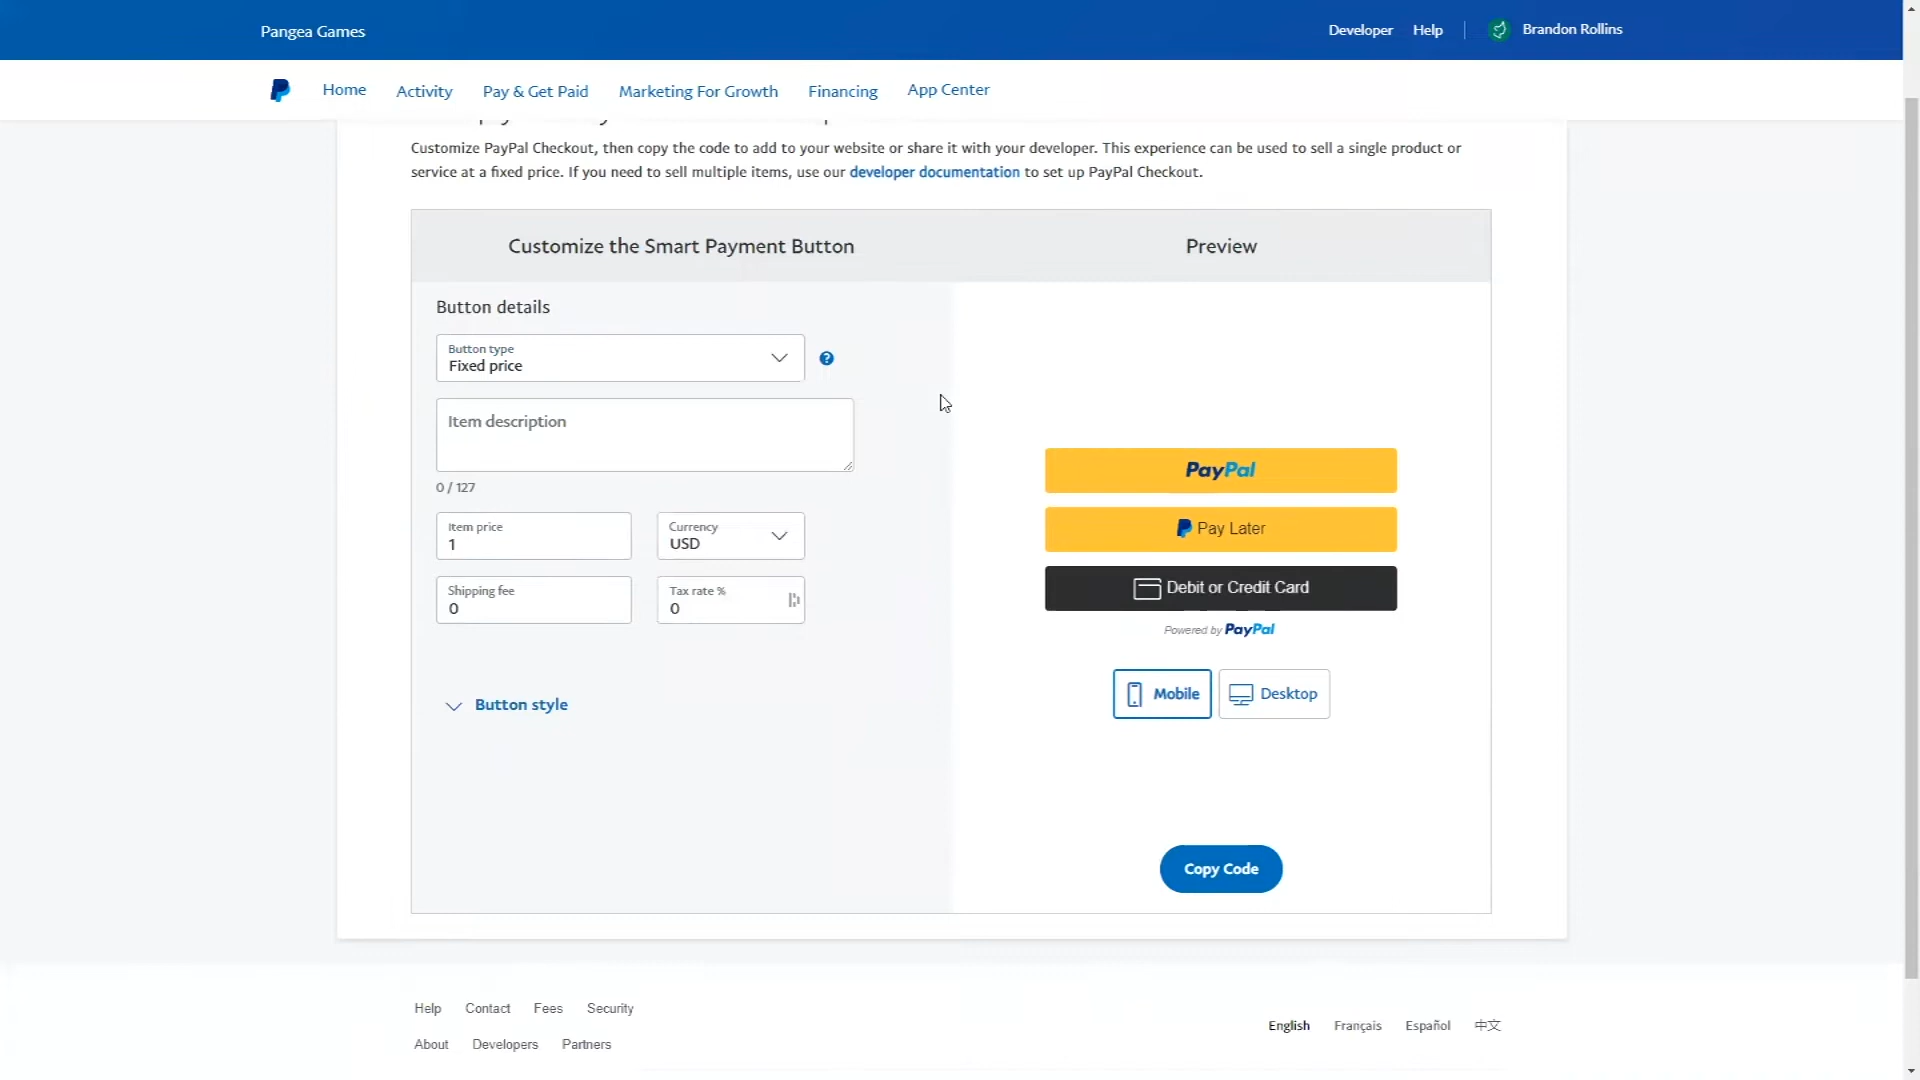 Pangea Games
Developer Help Brandon Rollins
Home Activity Pay & Get Paid Marketing For Growth Financing App Center
Customize PayPal Checkout, then copy the code to add to your website or share it with your developer. This experience can be used to sell a single product or
service at a fixed price. If you need to sell multiple items, use our developer documentation to set up PayPal Checkout.
Customize the Smart Payment Button
Preview
Button details
Button type
Fixed price
?
Item description
0 / 127
Item price
1
Currency
USD
Shipping fee
0
Tax rate %
0
Button style
PayPal
Pay Later
Debit or Credit Card
Powered by PayPal
Mobile
Desktop
Copy Code
Help Contact Fees Security
About Developers Partners
English Français Español 中文